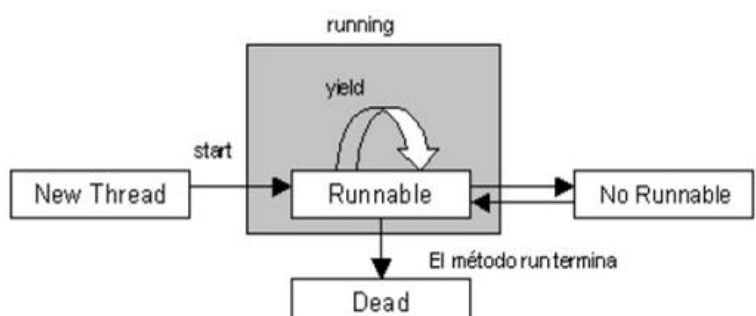 running
yield
start
New Thread
Runnable
No Runnable
El método run termina
Dead